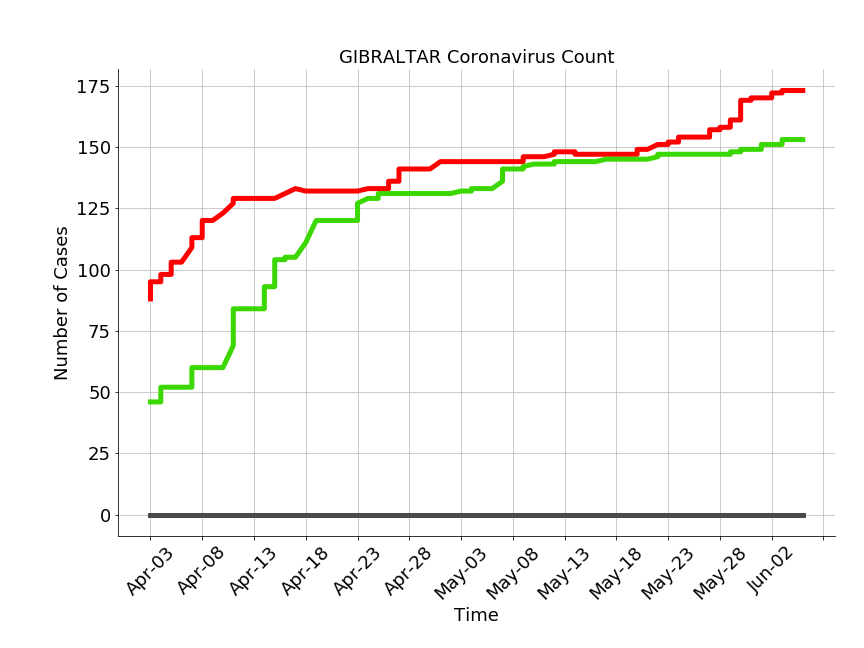 GIBRALTAR Coronavirus Count
175
150
125
100
75
50
25
0
Number of Cases
Apr-03
Apr-08
Apr-13
Apr-18
Apr-23
Apr-28
May-03
May-08
May-13
May-18
May-23
May-28
Jun-02
Time